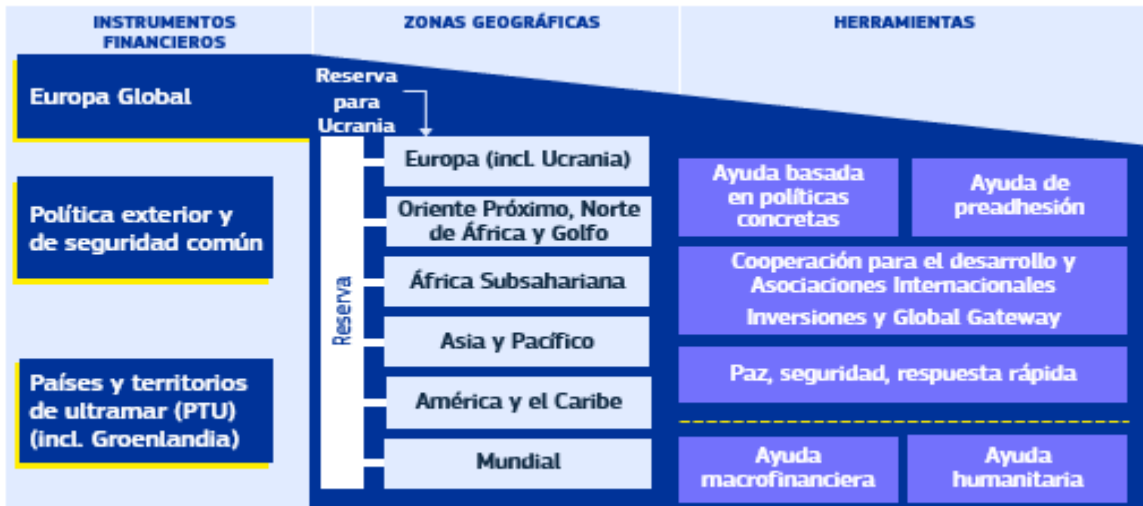 INSTRUMENTOS
FINANCIEROS
ZONAS GEOGRÁFICAS
HERRAMIENTAS
Europa Global
Política exterior y
de seguridad común
Países y territorios
de ultramar (PTU)
(incl. Groenlandia)
Reserva
para
Ucrania
Reserva
Europa (incl. Ucrania)
Oriente Próximo, Norte
de África y Golfo
África Subsahariana
Asia y Pacífico
América y el Caribe
Mundial
Ayuda basada
en políticas
concretas
Ayuda de
preadhesión
Cooperación para el desarrollo y
Asociaciones Internacionales
Inversiones y Global Gateway
Paz, seguridad, respuesta rápida
Ayuda
macrofinanciera
Ayuda
humanitaria